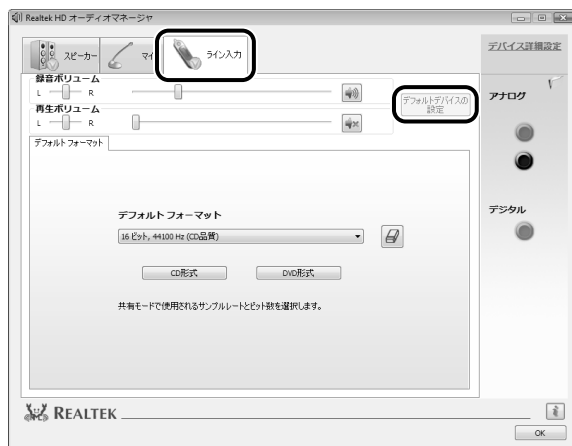 Realtek HD オーディオマネージャ
スピーカー
マイ
ライン入力
デバイス詳細設定
録音ボリューム
L R
デフォルトデバイスの
設定
アナログ
再生ボリューム
L R
デフォルト フォーマット
デフォルト フォーマット
デジタル
16 ビット, 44100 Hz (CD品質)
CD形式
DVD形式
共有モードで使用されるサンプルレートとビット数を選択します。
REALTEK
i
OK